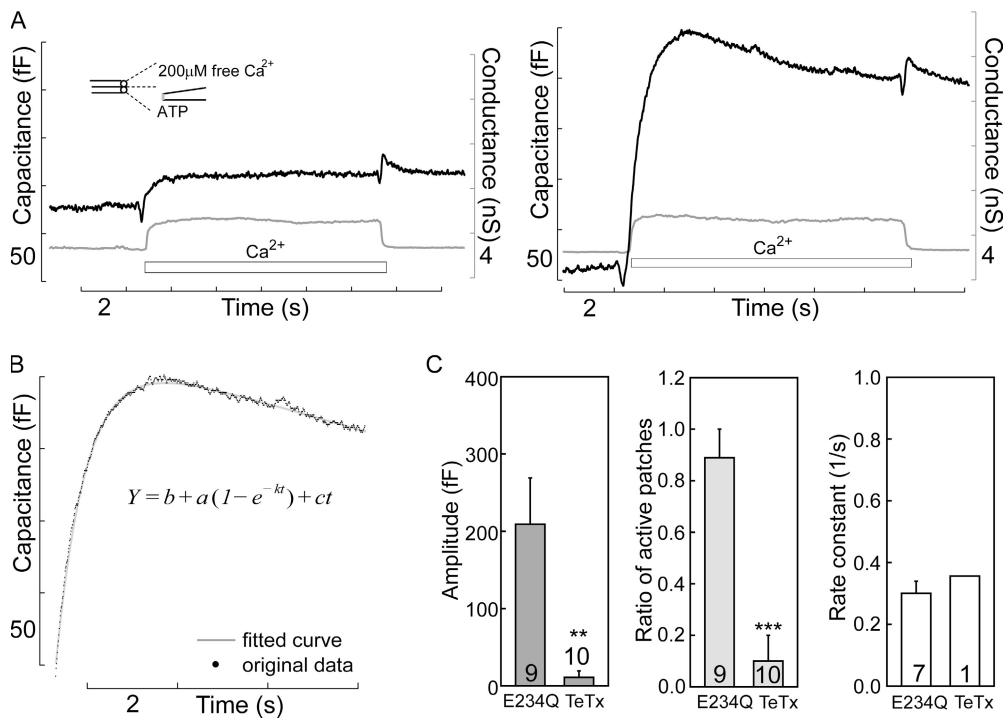 A
Capacitance (fF)
50
200µM free Ca²⁺
ATP
Ca²⁺
Conductance (nS)
4
2
Time (s)
Capacitance (fF)
50
Ca²⁺
Conductance (nS)
4
2
Time (s)
B
Capacitance (fF)
50
Y = b + a(1 − e^{−kt}) + ct
fitted curve
original data
2
Time (s)
C
Amplitude (fF)
400
300
200
100
0
**
9
10
E234Q TeTx
Ratio of active patches
1.2
1.0
0.8
0.6
0.4
0.2
0.0
***
9
10
E234Q TeTx
Rate constant (1/s)
1.0
0.8
0.6
0.4
0.2
0.0
7
1
E234Q TeTx